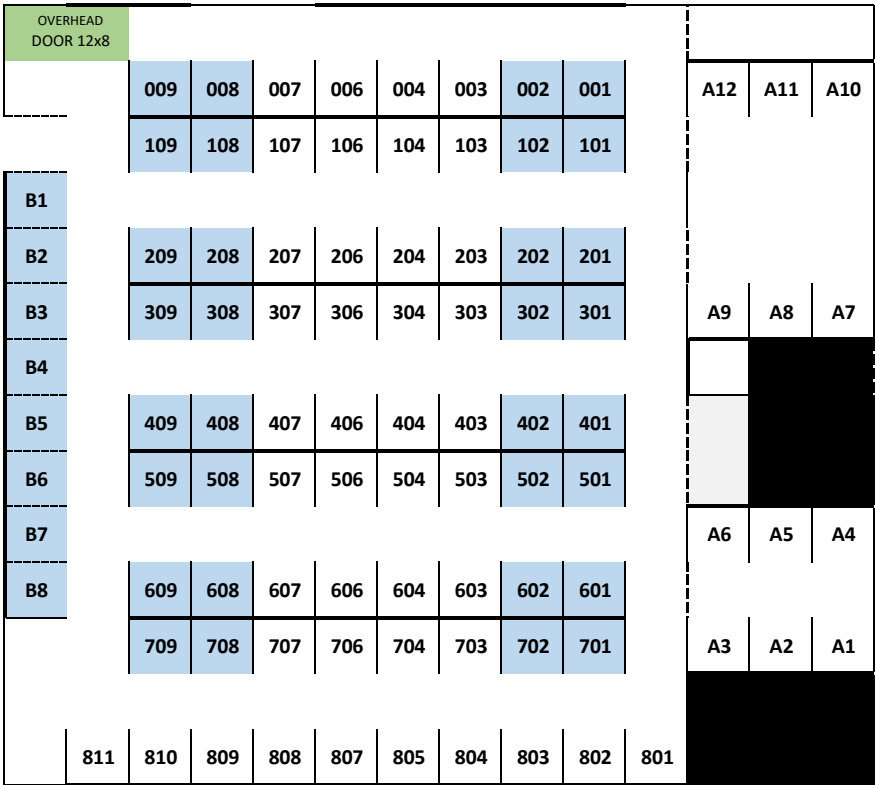 OVERHEAD
DOOR 12x8
009 008 007 006 004 003 002 001 A12 A11 A10
109 108 107 106 104 103 102 101
B1
B2 209 208 207 206 204 203 202 201
B3 309 308 307 306 304 303 302 301 A9 A8 A7
B4
B5 409 408 407 406 404 403 402 401
B6 509 508 507 506 504 503 502 501
B7 A6 A5 A4
B8 609 608 607 606 604 603 602 601
709 708 707 706 704 703 702 701 A3 A2 A1
811 810 809 808 807 805 804 803 802 801